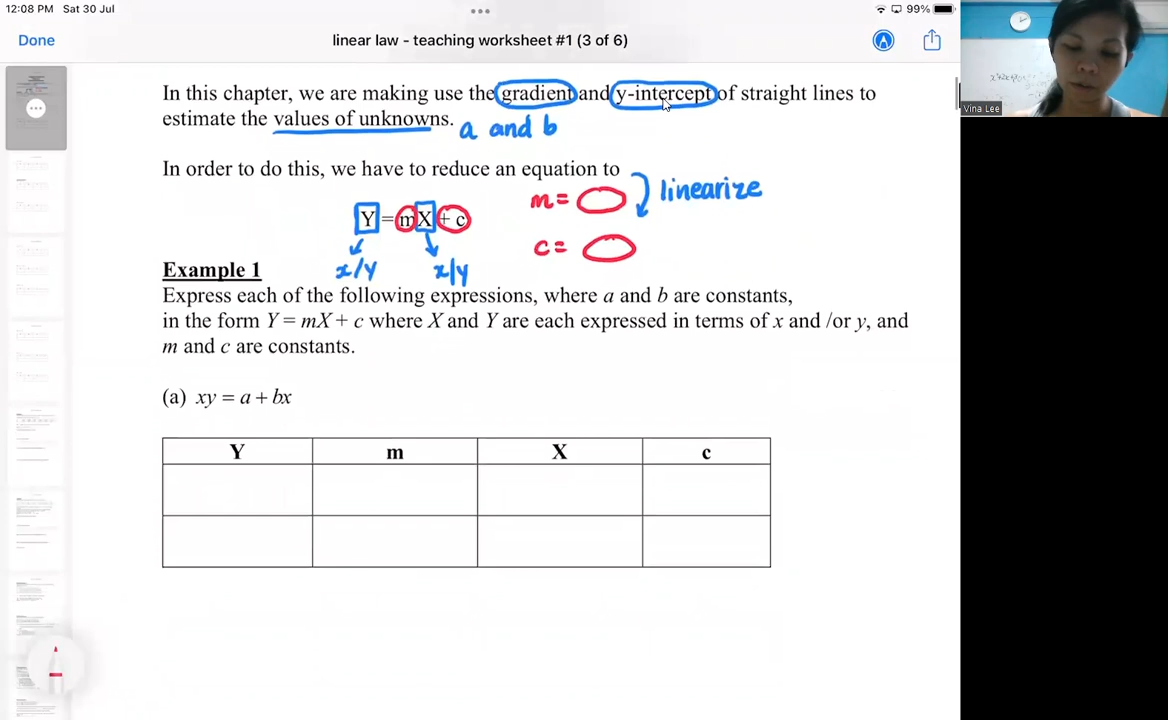 12:08 PM Sat 30 Jul
99%
Done
linear law - teaching worksheet #1 (3 of 6)
Vina Lee
In this chapter, we are making use the gradient and y-intercept of straight lines to
estimate the values of unknowns. a and b
In order to do this, we have to reduce an equation to
linearize
Y = mX + c
m =
c =
x/y x/y
Example 1
Express each of the following expressions, where a and b are constants,
in the form Y = mX + c where X and Y are each expressed in terms of x and /or y, and
m and c are constants.
(a) xy = a + bx
Y m X c